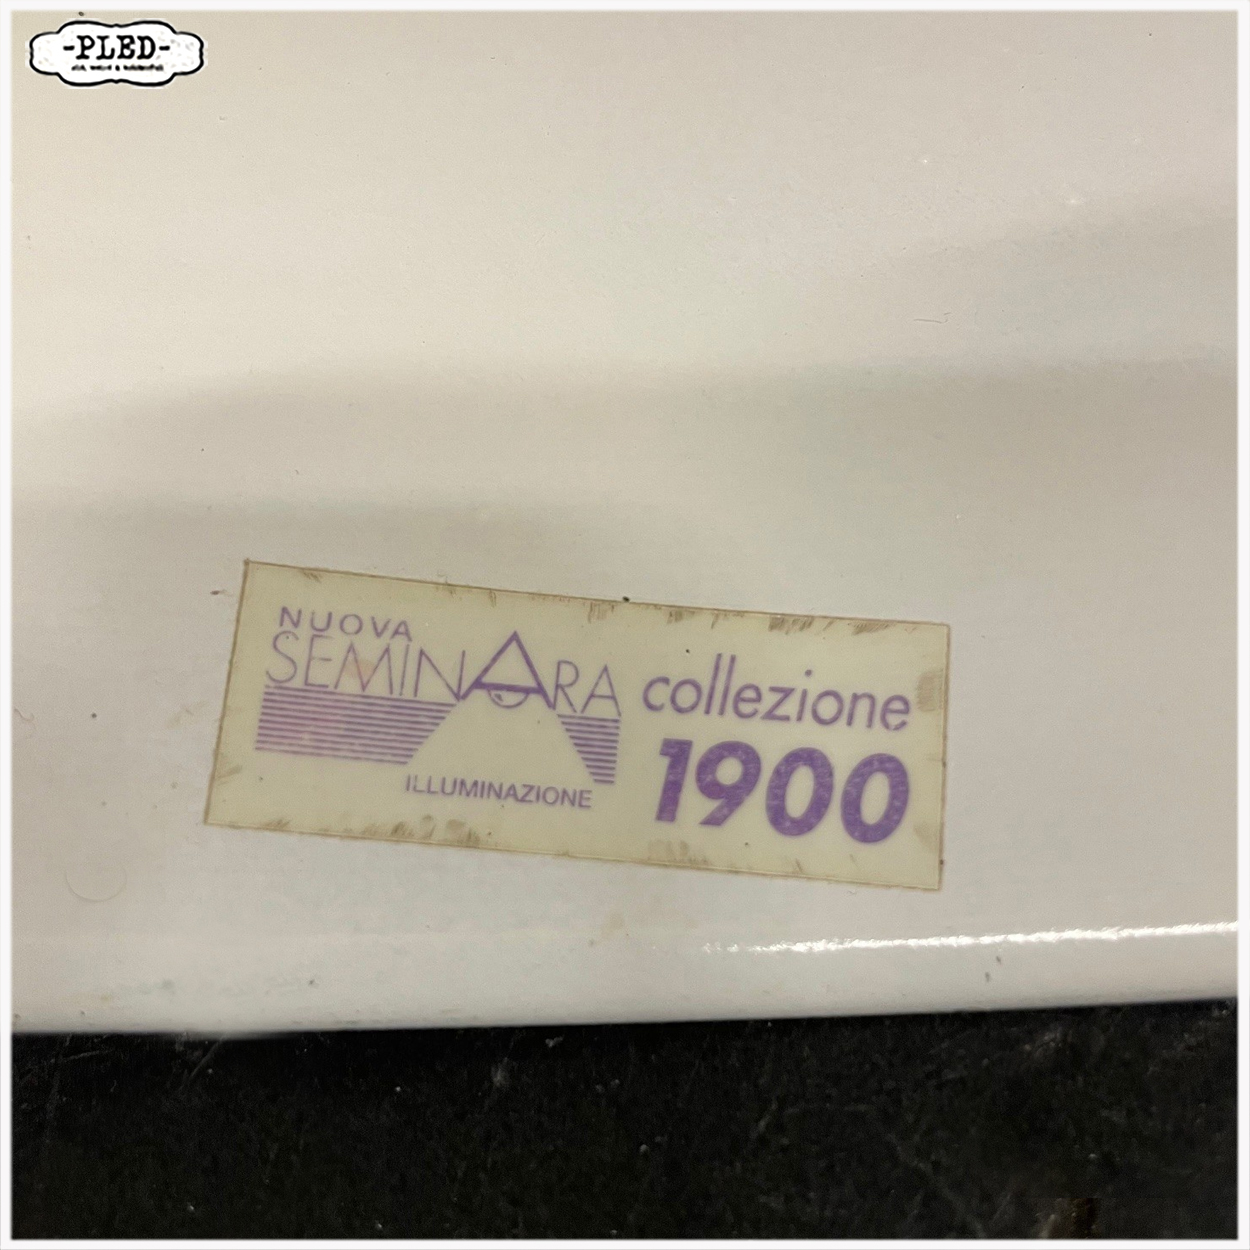 -PLED-
NUOVA
SEMINARA
ILLUMINAZIONE
collezione
1900